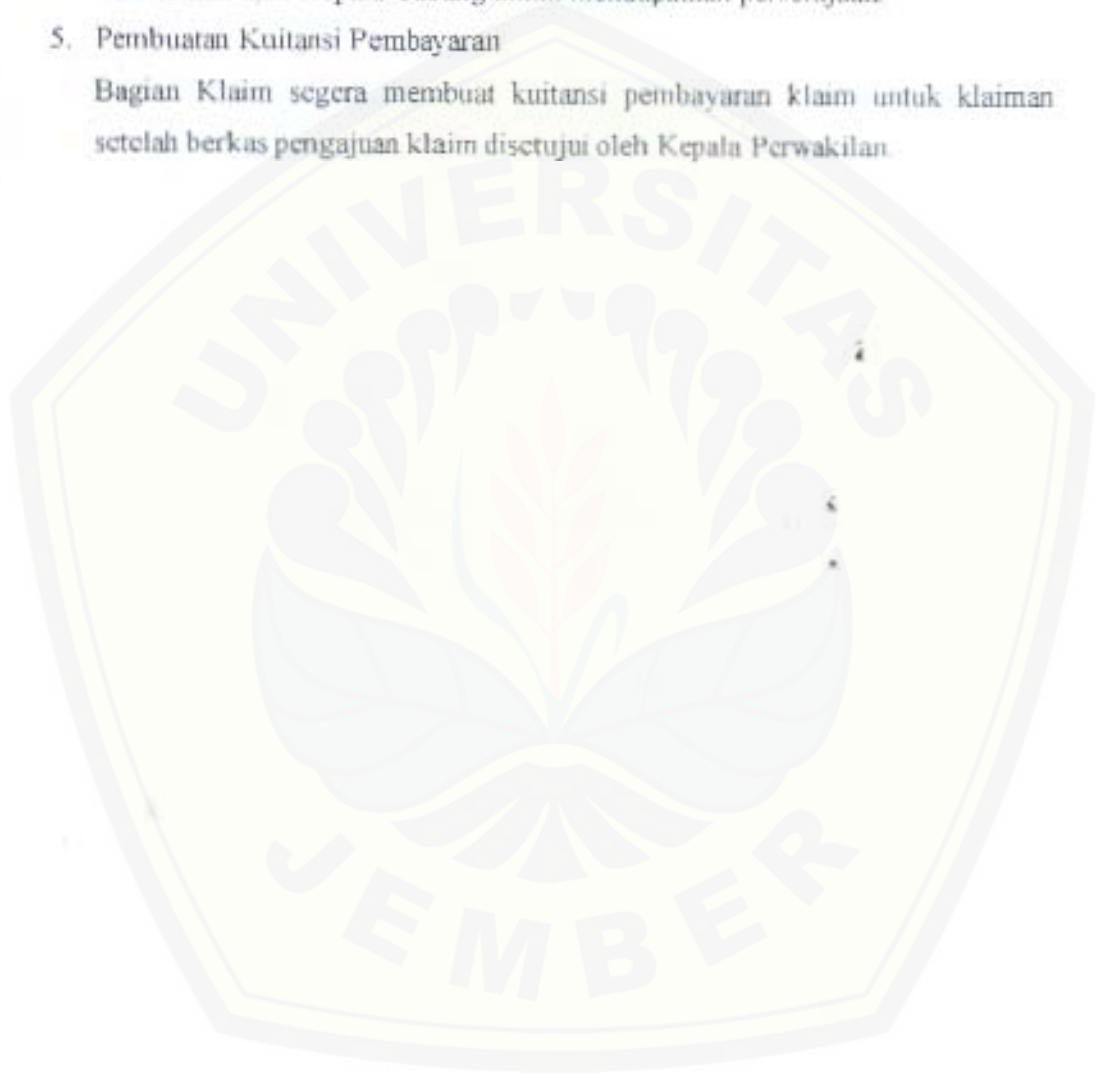 5. Pembuatan Kuitansi Pembayaran
Bagian Klaim segera membuat kuitansi pembayaran klaim untuk klaiman
setelah berkas pengajuan klaim disetujui oleh Kepala Perwakilan.
UNIVERSITAS
JEMBER